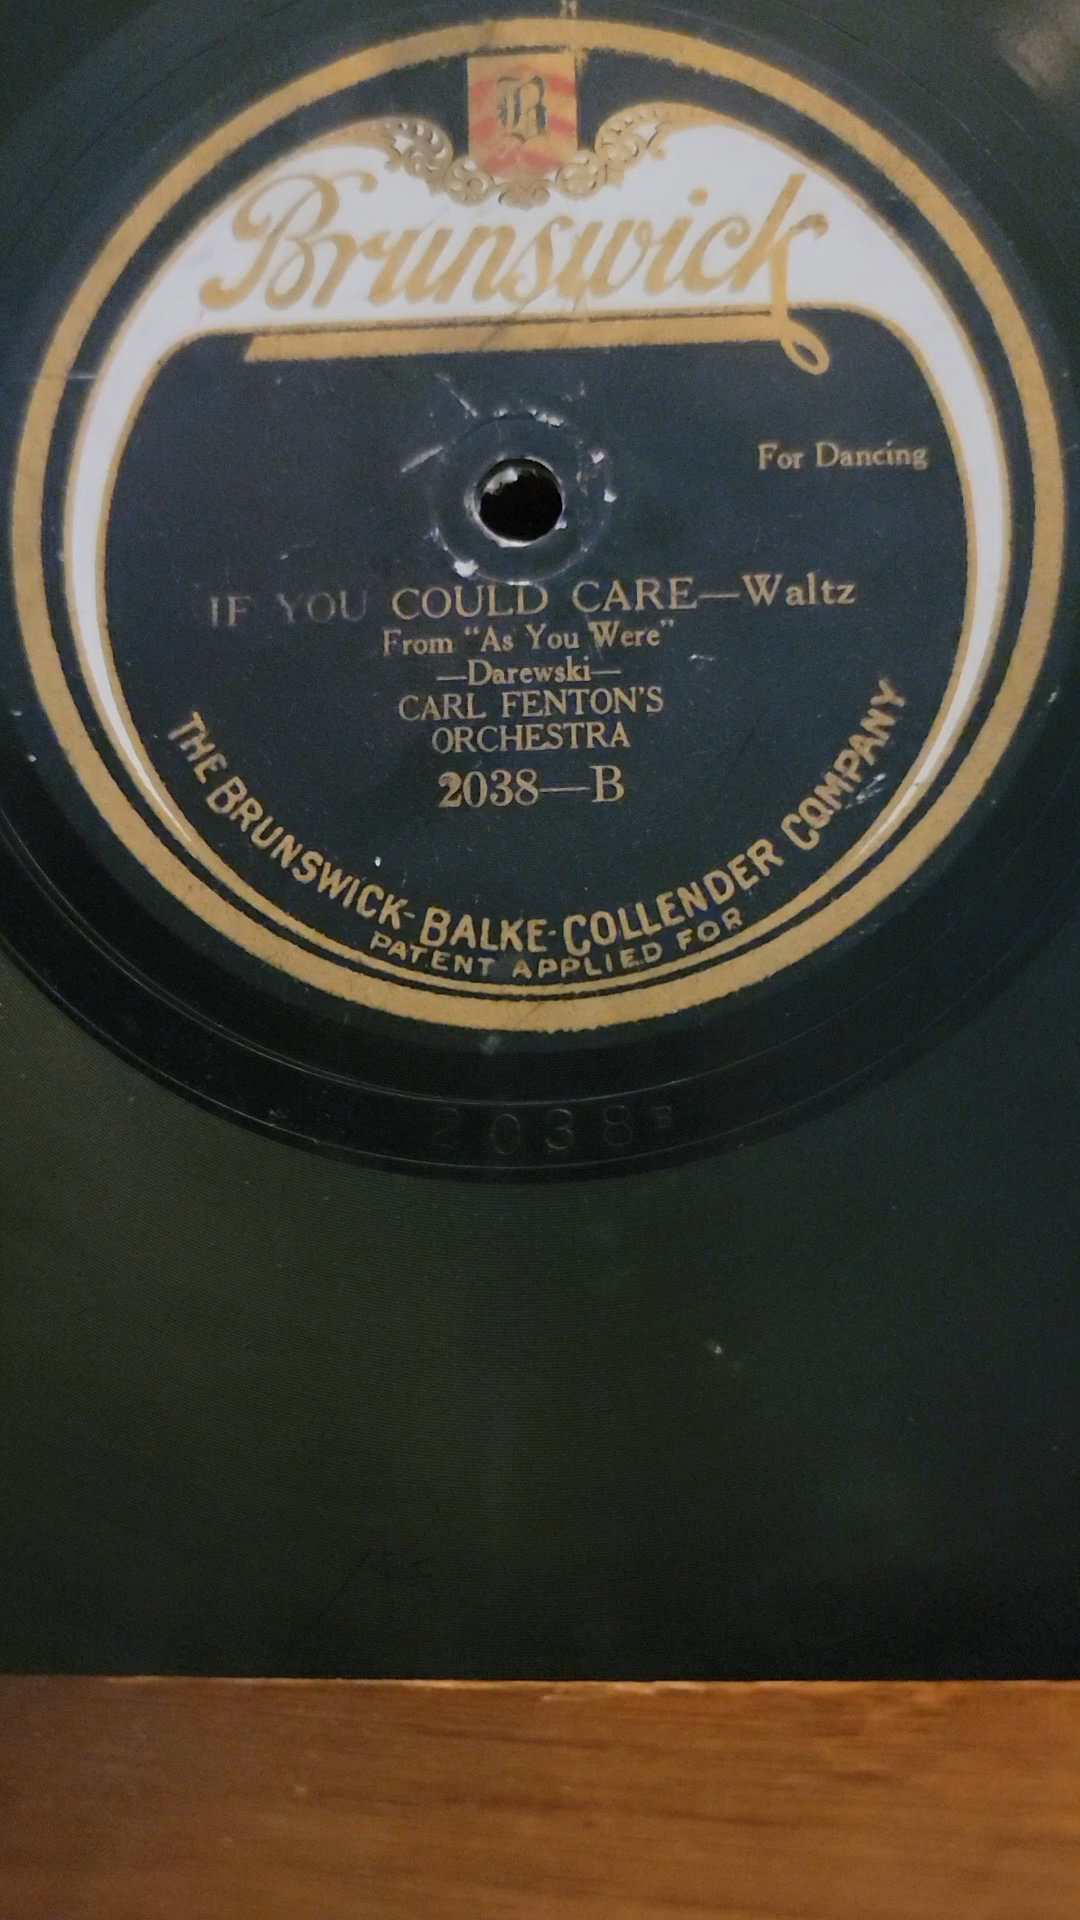 B
Brunswick
For Dancing
IF YOU COULD CARE—Waltz
From "As You Were"
—Darewski—
CARL FENTON'S
ORCHESTRA
2038—B
THE BRUNSWICK-BALKE-COLLENDER COMPANY
PATENT APPLIED FOR
2038 B